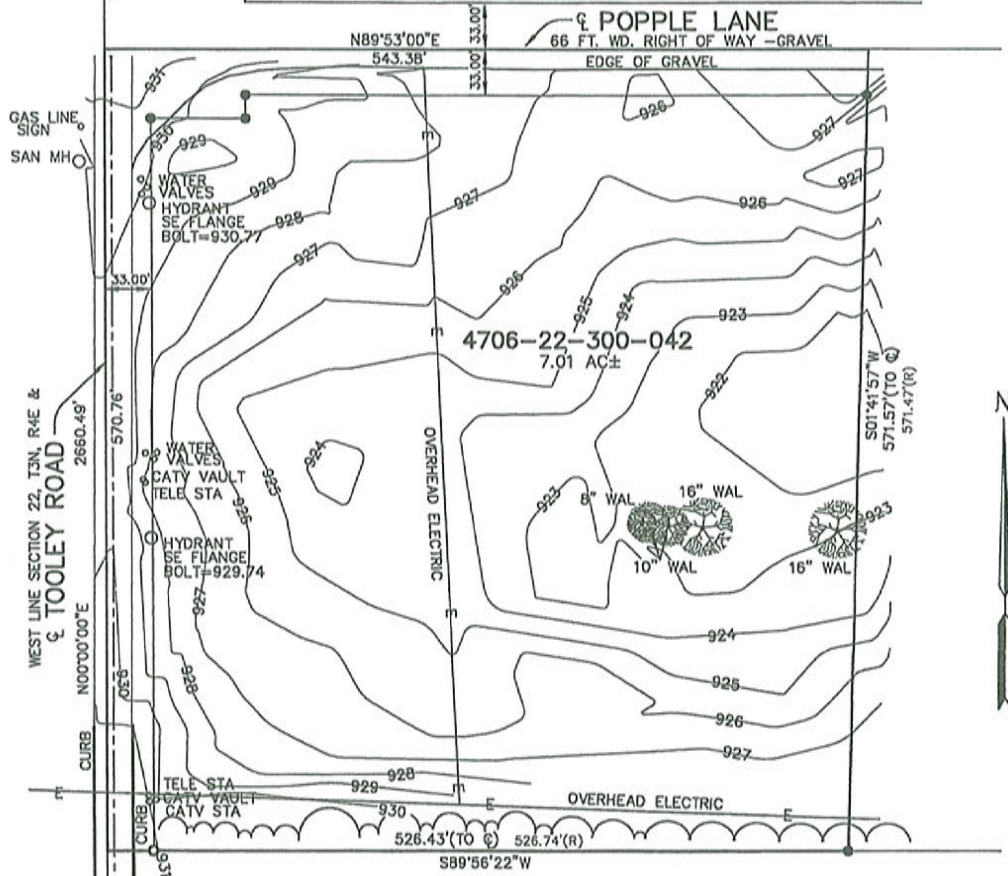 33.00'
℄ POPPLE LANE
N89°53'00"E
66 FT. WD. RIGHT OF WAY -GRAVEL
543.38'
33.00'
EDGE OF GRAVEL
931
GAS LINE
SIGN
930
929
926
927
SAN MH
WATER
VALVES
927
HYDRANT
SE FLANGE
BOLT=930.77
929
928
927
926
927
926
33.00'
925
924
923
4706-22-300-042
7.01 AC±
922
S01°41'57"W
571.57'(TO ℄)
571.47'(R)
N
WEST LINE SECTION 22, T3N, R4E &
℄ TOOLEY ROAD
2660.49'
570.76'
N00°00'00"E
OVERHEAD ELECTRIC
WATER
VALVES
CATV VAULT
TELE STA
924
925
926
923
8" WAL
16" WAL
923
10" WAL
16" WAL
HYDRANT
SE FLANGE
BOLT=929.74
927
924
928
925
930
926
927
CURB
928
TELE STA
929
CATV VAULT
CATV STA
930
E
E
OVERHEAD ELECTRIC
E
CURB
526.43'(TO ℄)
526.74'(R)
S89°56'22"W
931